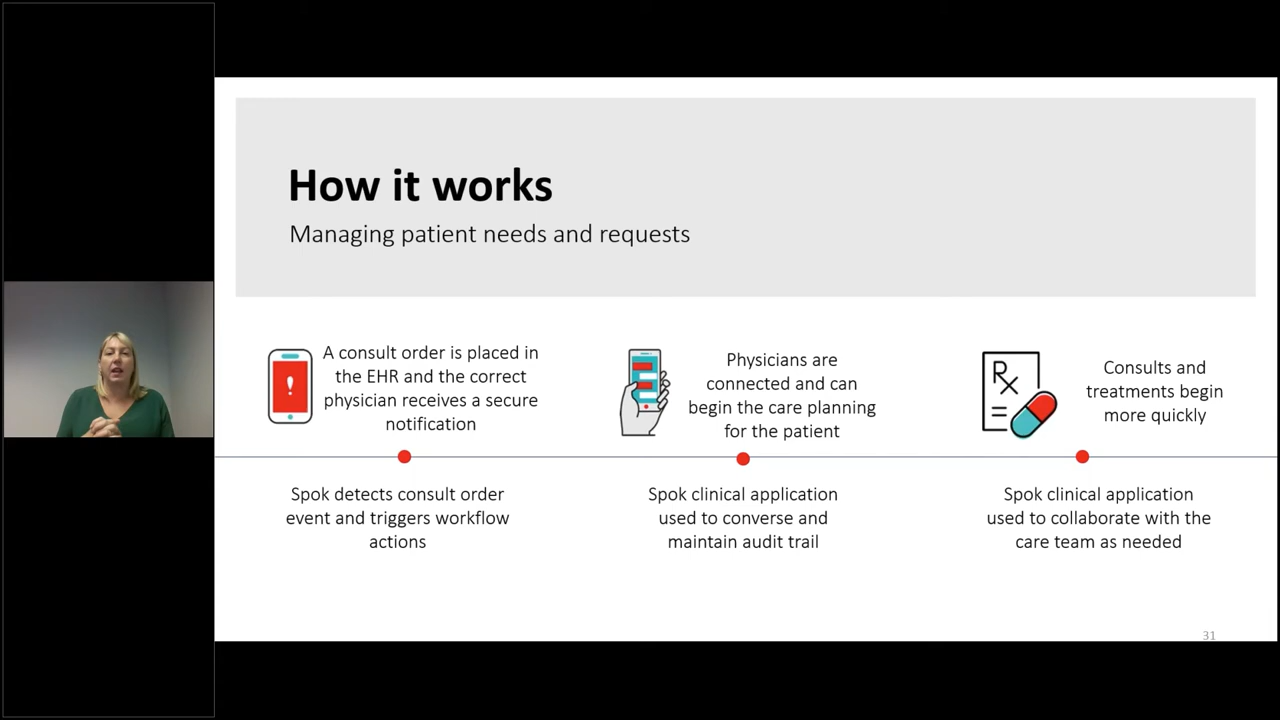 How it works
Managing patient needs and requests
A consult order is placed in
the EHR and the correct
physician receives a secure
notification
Physicians are
connected and can
begin the care planning
for the patient
Rx
Consults and
treatments begin
more quickly
Spok detects consult order
event and triggers workflow
actions
Spok clinical application
used to converse and
maintain audit trail
Spok clinical application
used to collaborate with the
care team as needed
31